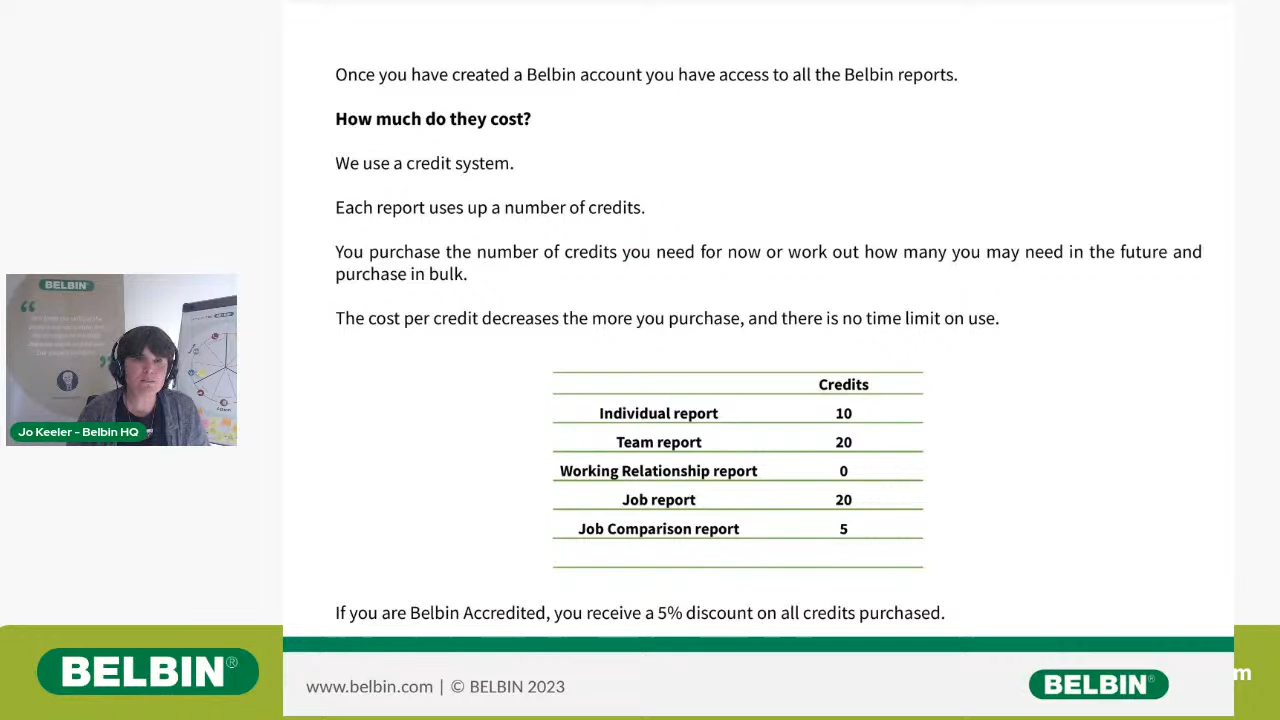 Once you have created a Belbin account you have access to all the Belbin reports.
How much do they cost?
We use a credit system.
Each report uses up a number of credits.
You purchase the number of credits you need for now or work out how many you may need in the future and
purchase in bulk.
The cost per credit decreases the more you purchase, and there is no time limit on use.
Credits
Individual report 10
Team report 20
Working Relationship report 0
Job report 20
Job Comparison report 5
If you are Belbin Accredited, you receive a 5% discount on all credits purchased.
BELBIN
Jo Keeler – Belbin HQ
BELBIN®
www.belbin.com | © BELBIN 2023
BELBIN®
m